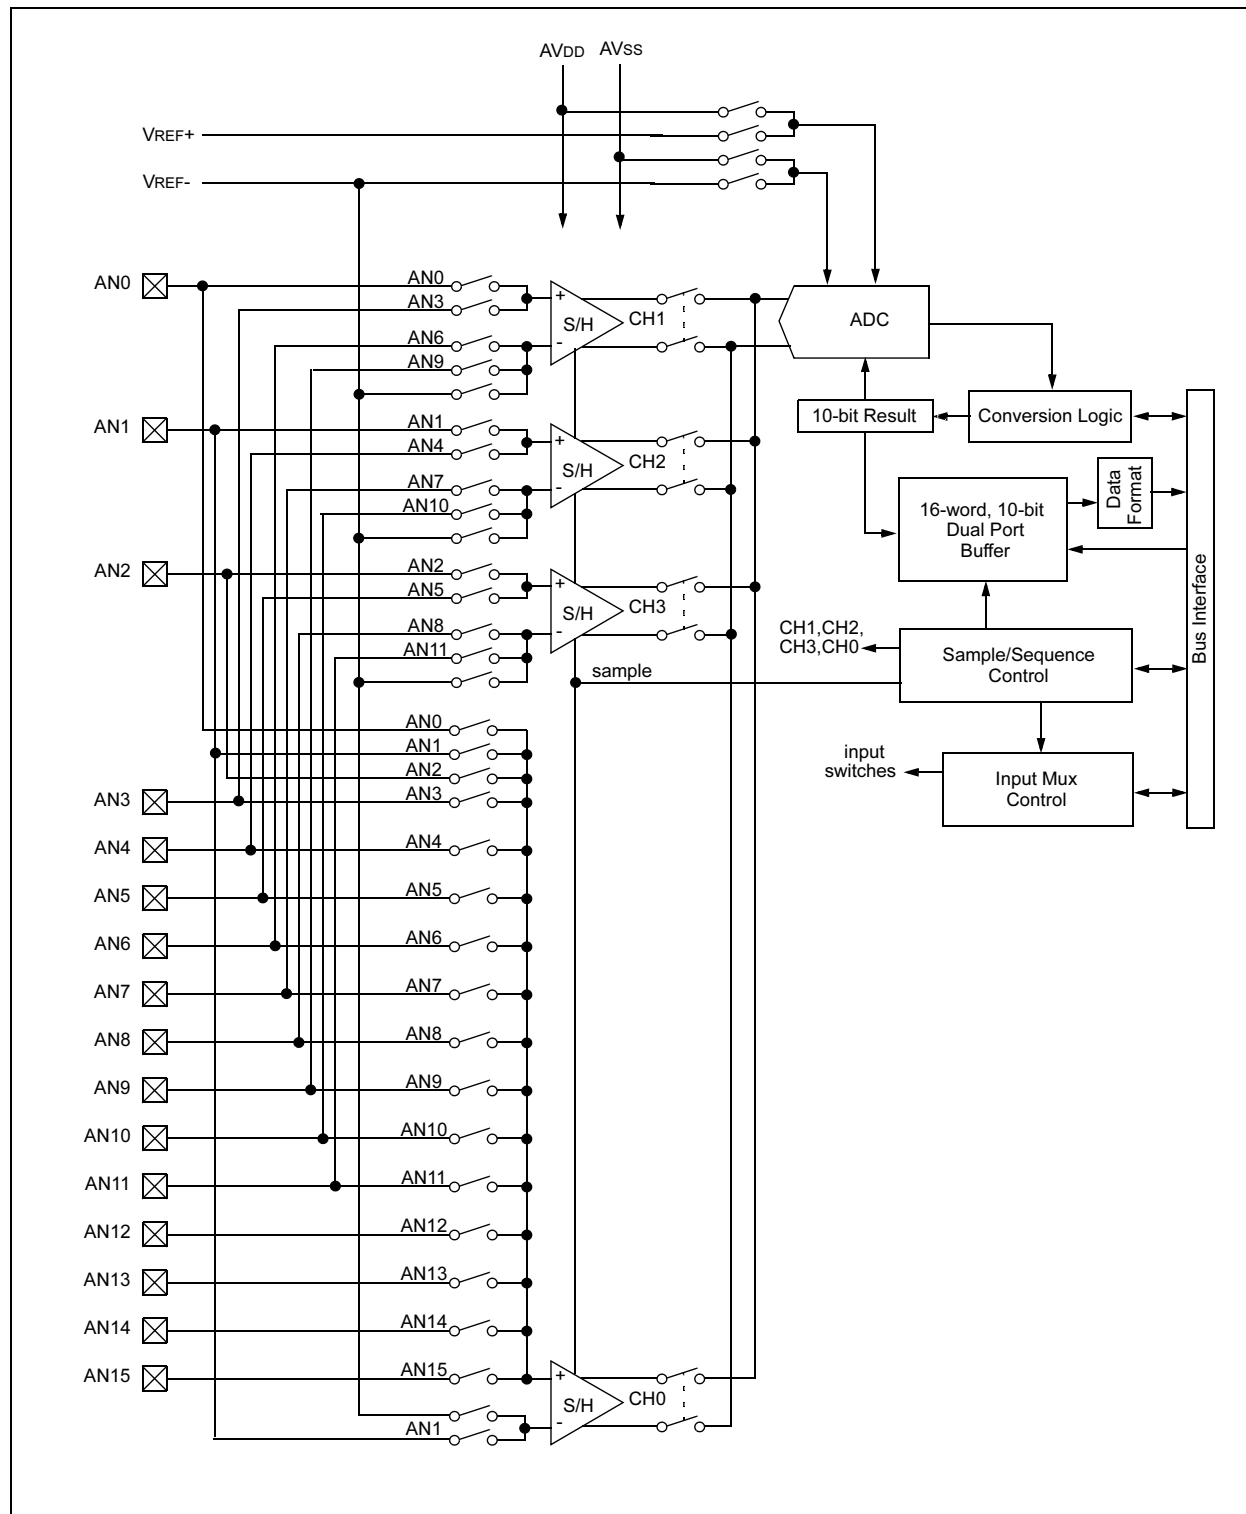 AVDD AVSS
VREF+
VREF-
AN0
AN0
AN3
AN6
AN9
+
-
S/H
CH1
ADC
10-bit Result
Conversion Logic
AN1
AN1
AN4
AN7
AN10
+
-
S/H
CH2
16-word, 10-bit
Dual Port
Buffer
Data
Format
Bus Interface
AN2
AN2
AN5
AN8
AN11
+
-
S/H
CH3
CH1,CH2,
CH3,CH0
Sample/Sequence
Control
sample
input
switches
Input Mux
Control
AN0
AN1
AN2
AN3
AN3
AN4
AN4
AN5
AN5
AN6
AN6
AN7
AN7
AN8
AN8
AN9
AN9
AN10
AN10
AN11
AN11
AN12
AN12
AN13
AN13
AN14
AN14
AN15
AN15
+
-
S/H
CH0
AN1